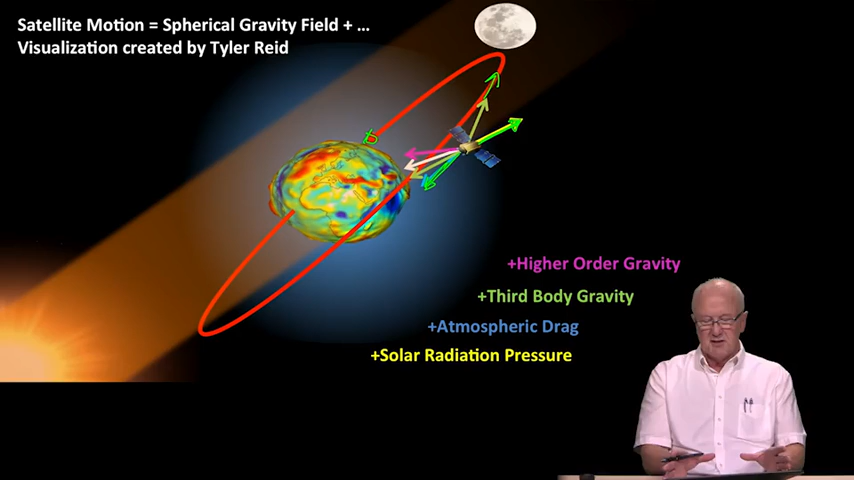 Satellite Motion = Spherical Gravity Field + ...
Visualization created by Tyler Reid
+Higher Order Gravity
+Third Body Gravity
+Atmospheric Drag
+Solar Radiation Pressure